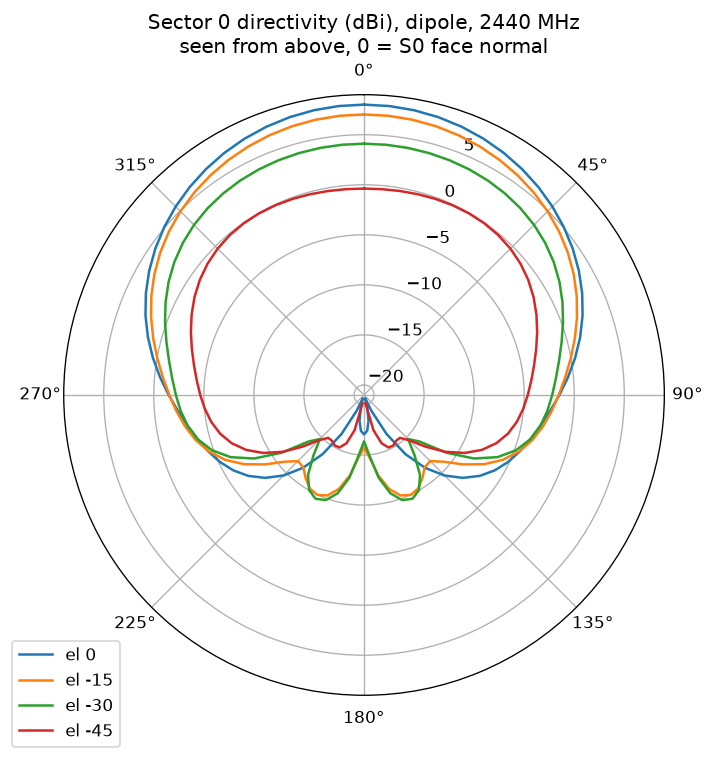 Sector 0 directivity (dBi), dipole, 2440 MHz
seen from above, 0 = S0 face normal
0°
315°
45°
5
0
−5
−10
−15
−20
270°
90°
225°
135°
180°
el 0
el -15
el -30
el -45